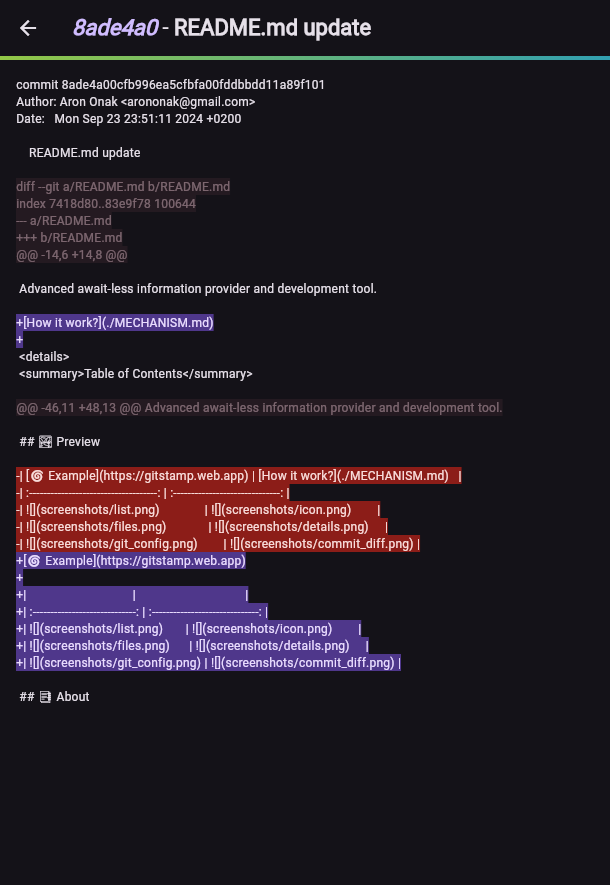 8ade4a0 - README.md update
commit 8ade4a00cfb996ea5cfbfa00fddbbdd11a89f101
Author: Aron Onak <arononak@gmail.com>
Date:   Mon Sep 23 23:51:11 2024 +0200
README.md update
diff --git a/README.md b/README.md
index 7418d80..83e9f78 100644
--- a/README.md
+++ b/README.md
@@ -14,6 +14,8 @@
Advanced await-less information provider and development tool.
+[How it work?](./MECHANISM.md)
+
<details>
<summary>Table of Contents</summary>
@@ -46,11 +48,13 @@ Advanced await-less information provider and development tool.
## 🖼 Preview
-| [🌀 Example](https://gitstamp.web.app) | [How it work?](./MECHANISM.md)   |
-| :--------------------------------: | :---------------------------: |
-| ![](screenshots/list.png)              | ![](screenshots/icon.png)        |
-| ![](screenshots/files.png)             | ![](screenshots/details.png)     |
-| ![](screenshots/git_config.png)        | ![](screenshots/commit_diff.png) |
+[🌀 Example](https://gitstamp.web.app)
+
+|                                 |                                  |
+| :--------------------------: | :---------------------------: |
+| ![](screenshots/list.png)       | ![](screenshots/icon.png)        |
+| ![](screenshots/files.png)      | ![](screenshots/details.png)     |
+| ![](screenshots/git_config.png) | ![](screenshots/commit_diff.png) |
## 📑 About